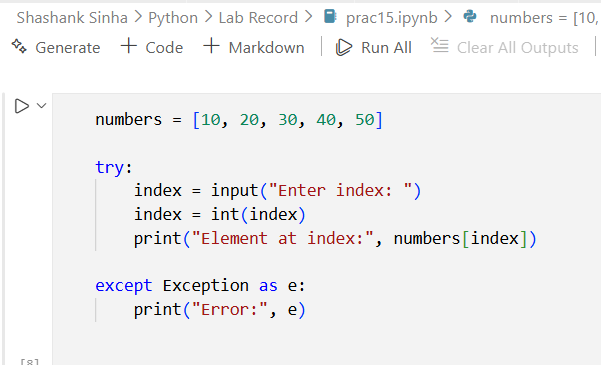 Shashank Sinha > Python > Lab Record > prac15.ipynb > numbers = [10,
Generate + Code + Markdown | Run All Clear All Outputs
numbers = [10, 20, 30, 40, 50]
try:
    index = input("Enter index: ")
    index = int(index)
    print("Element at index:", numbers[index])
except Exception as e:
    print("Error:", e)
[8]